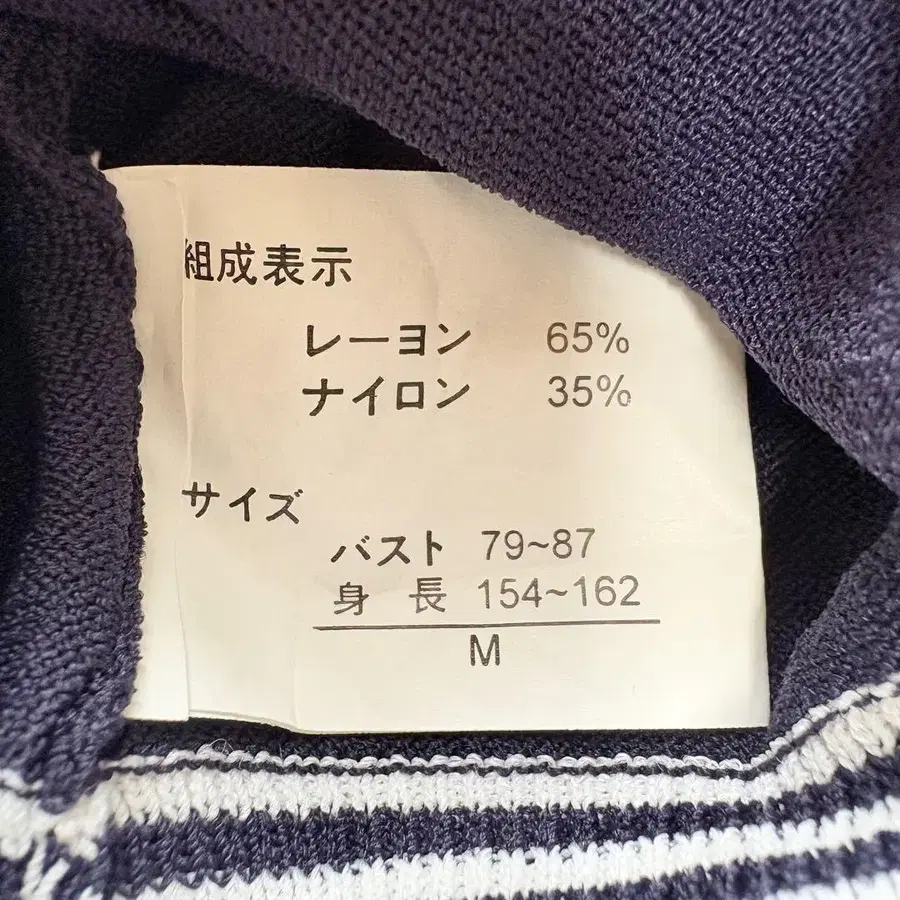 組成表示
レーヨン 65%
ナイロン 35%
サイズ
バスト 79~87
身 長 154~162
M